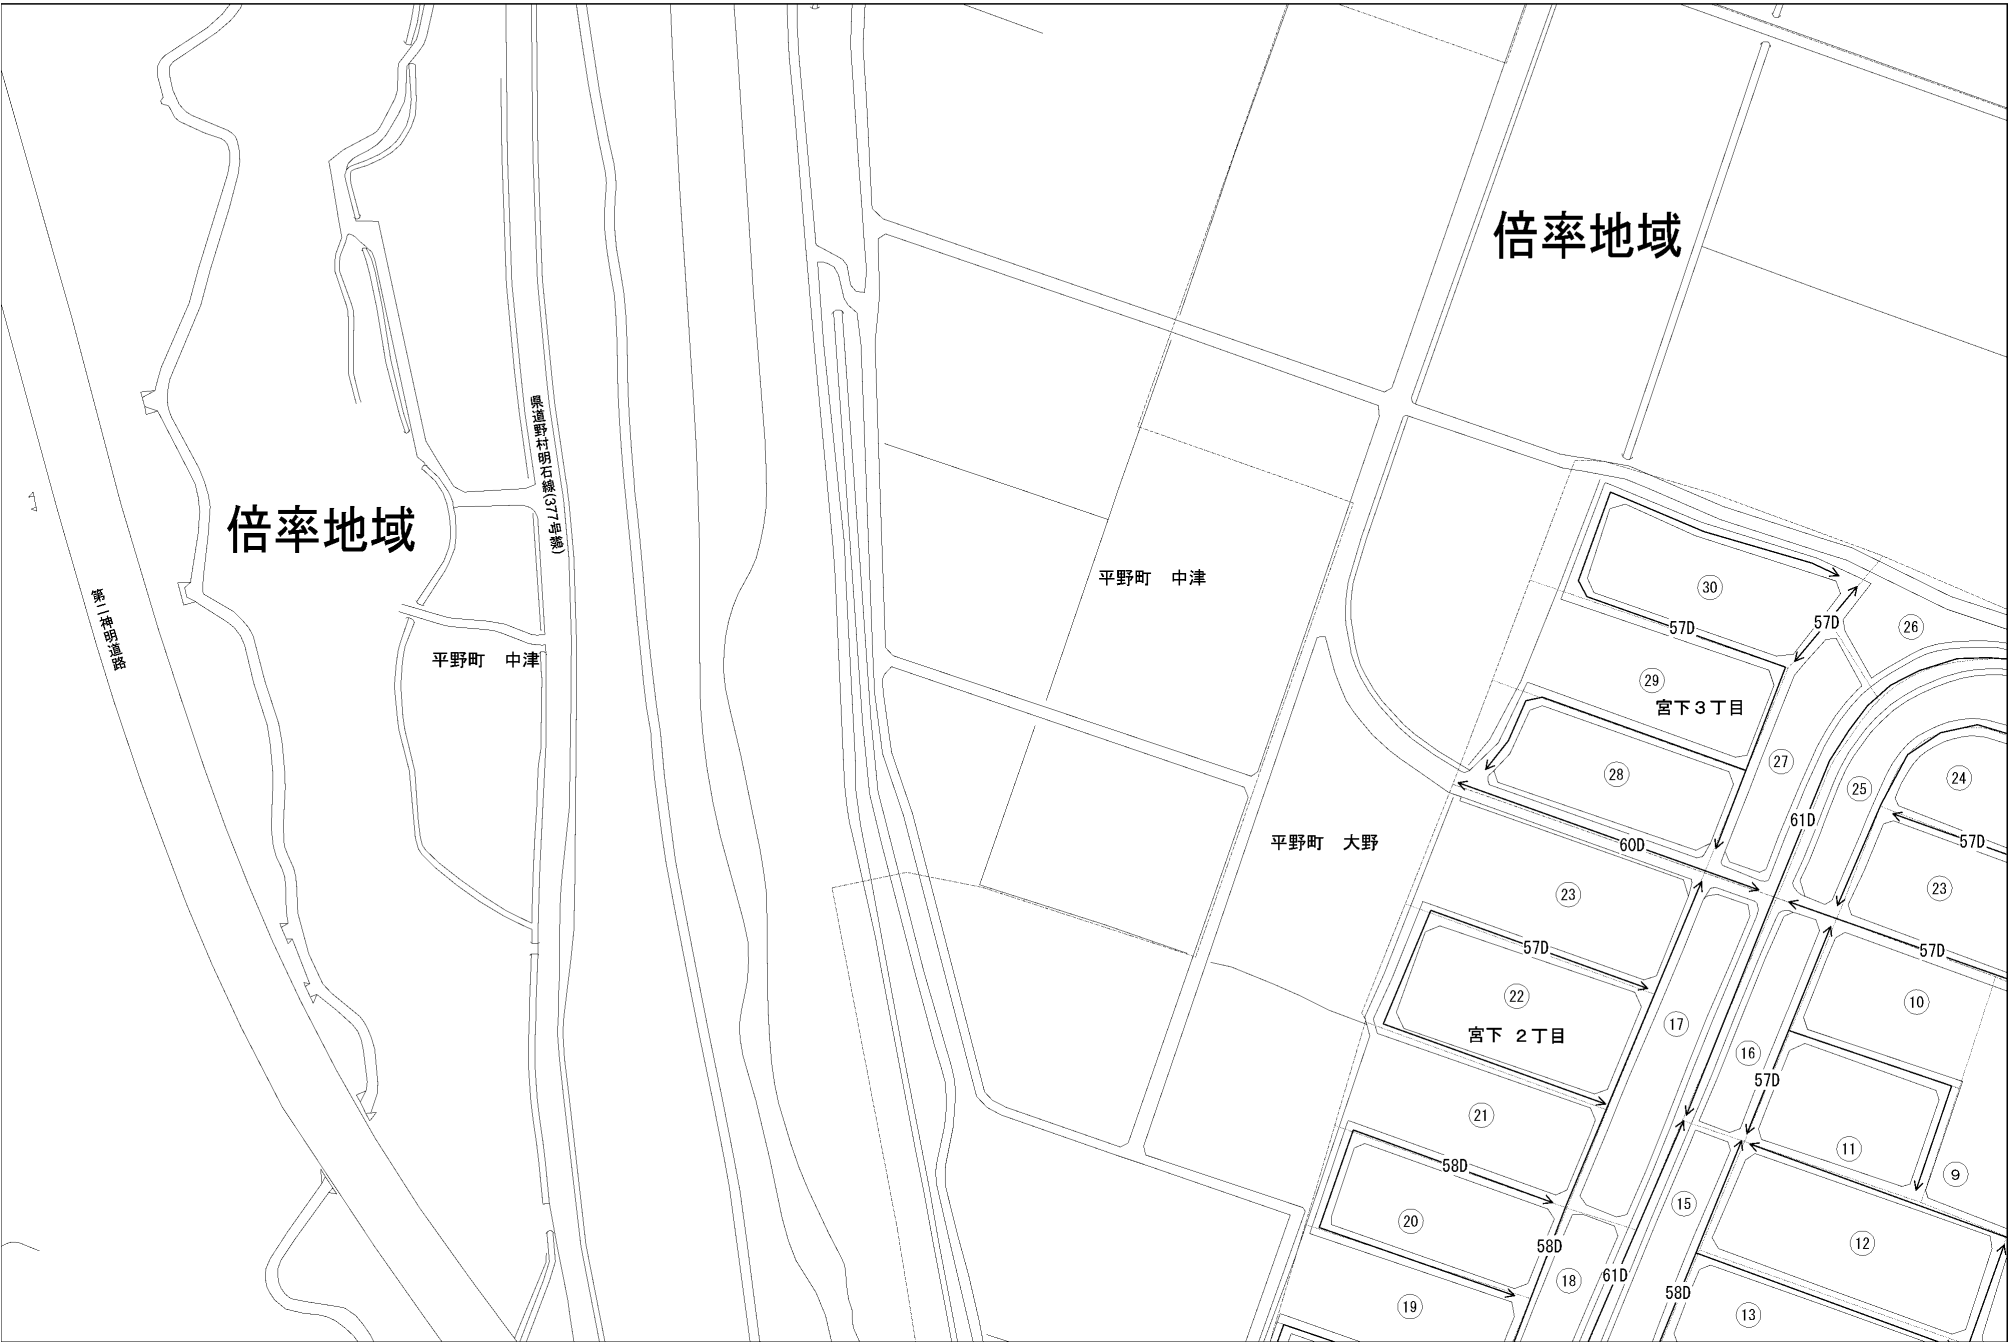 倍率地域
倍率地域
県道野村明石線(377号線)
第二神明道路
平野町 中津
平野町 中津
平野町 大野
30
57D
57D
26
29
宮下3丁目
28
27
25
24
61D
57D
60D
23
23
57D
57D
22
宮下 2丁目
17
10
16
57D
21
11
9
58D
15
20
12
58D
18
61D
58D
19
13